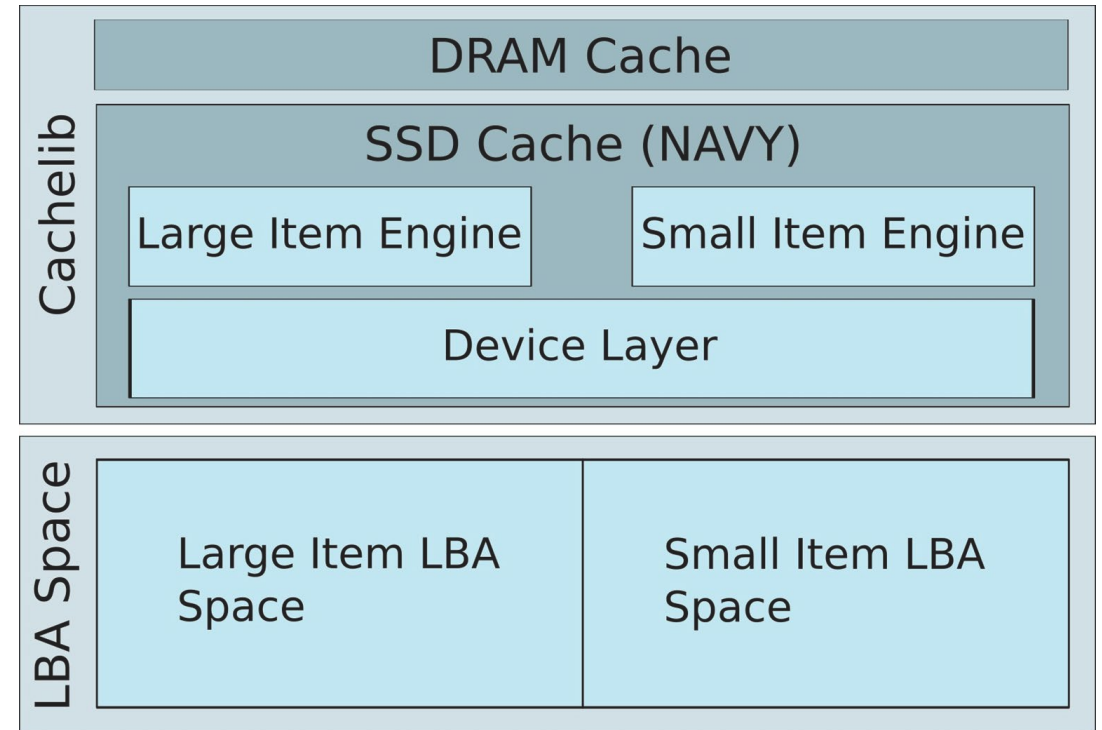 Cachelib
DRAM Cache
SSD Cache (NAVY)
Large Item Engine
Small Item Engine
Device Layer
LBA Space
Large Item LBA
Space
Small Item LBA
Space